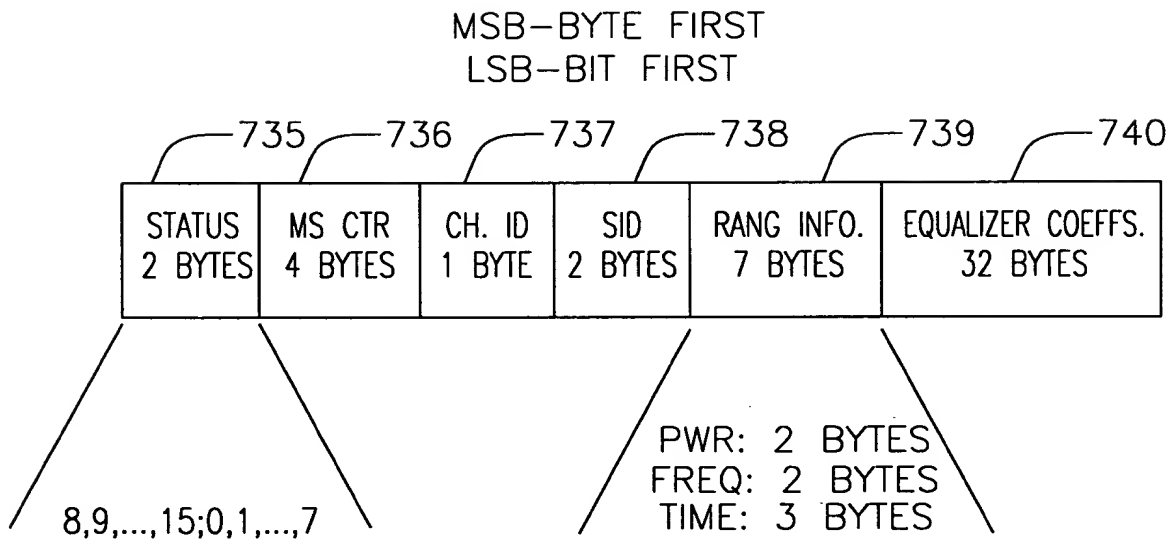 MSB-BYTE FIRST
LSB-BIT FIRST
735 736 737 738 739 740
STATUS 2 BYTES
MS CTR 4 BYTES
CH. ID 1 BYTE
SID 2 BYTES
RANG INFO. 7 BYTES
EQUALIZER COEFFS. 32 BYTES
8,9,...,15;0,1,...,7
PWR: 2 BYTES
FREQ: 2 BYTES
TIME: 3 BYTES